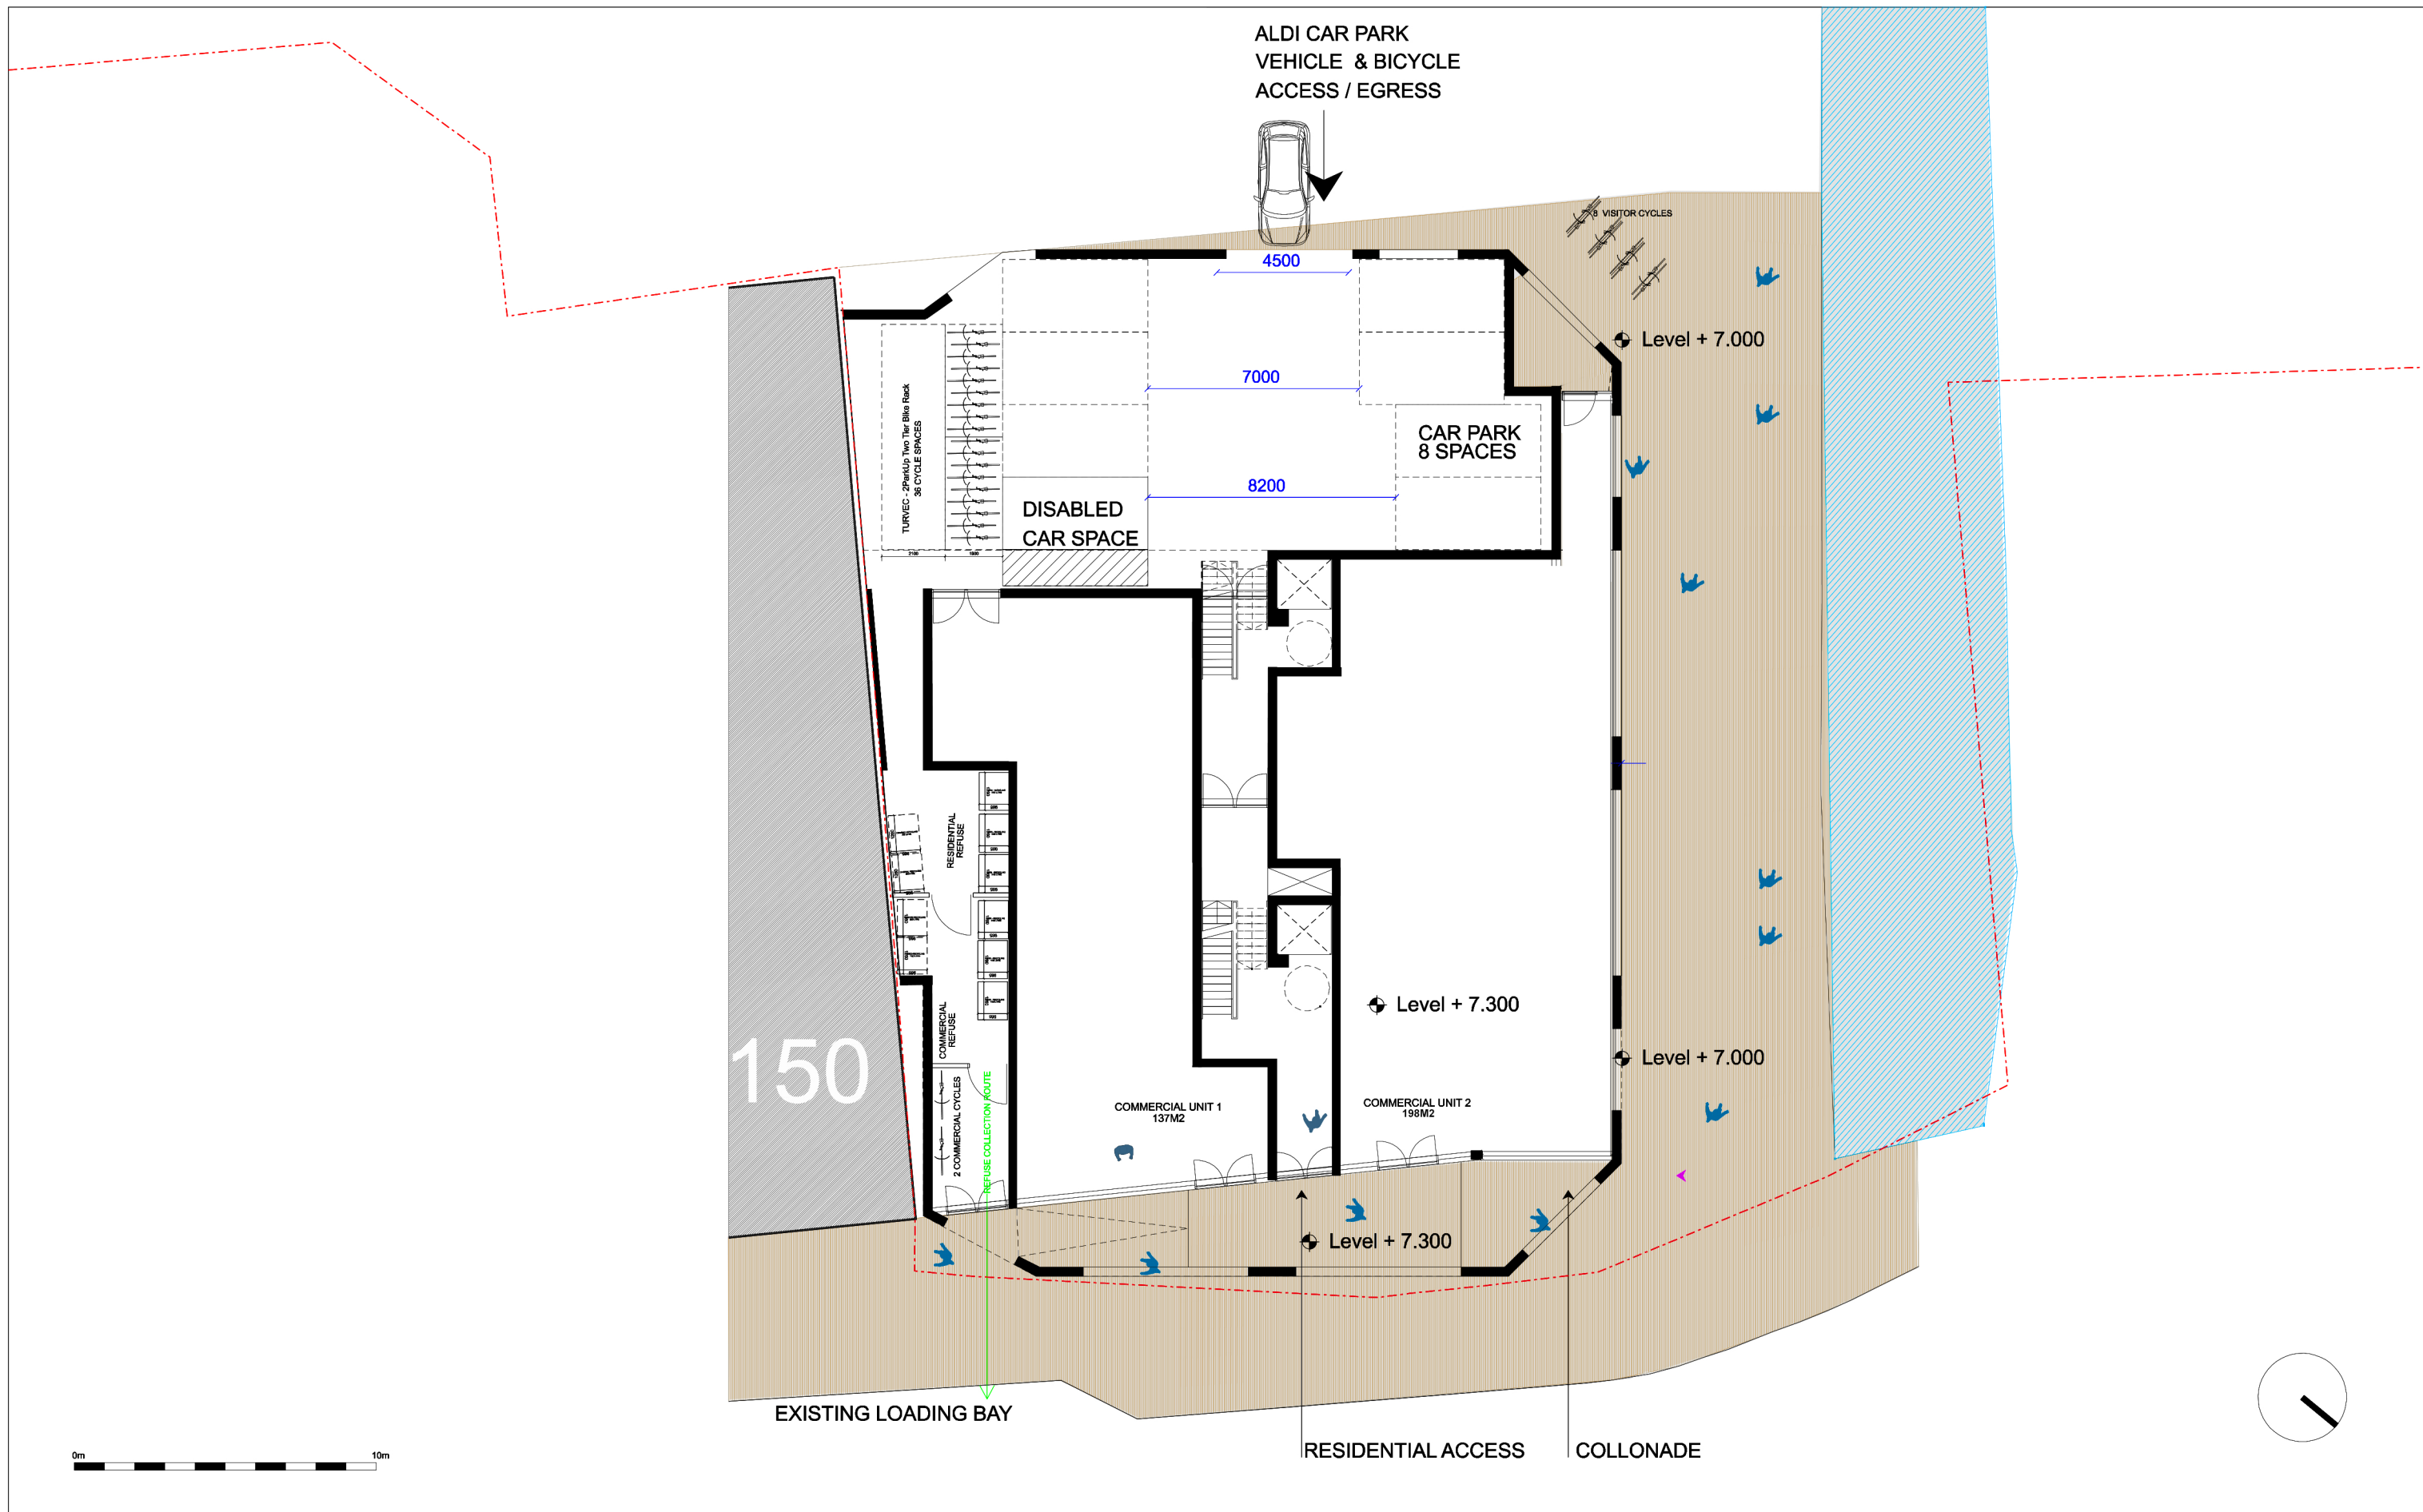 ALDI CAR PARK
VEHICLE & BICYCLE
ACCESS / EGRESS
8 VISITOR CYCLES
4500
Level + 7.000
7000
TURVEC - 2ParkUp Two Tier Bike Rack
36 CYCLE SPACES
CAR PARK
8 SPACES
8200
DISABLED
CAR SPACE
2100
1900
RESIDENTIAL
REFUSE
COMMERCIAL
REFUSE
Level + 7.300
150
Level + 7.000
2 COMMERCIAL CYCLES
REFUSE COLLECTION ROUTE
COMMERCIAL UNIT 1
137M2
COMMERCIAL UNIT 2
198M2
Level + 7.300
EXISTING LOADING BAY
RESIDENTIAL ACCESS
COLLONADE
0m
10m